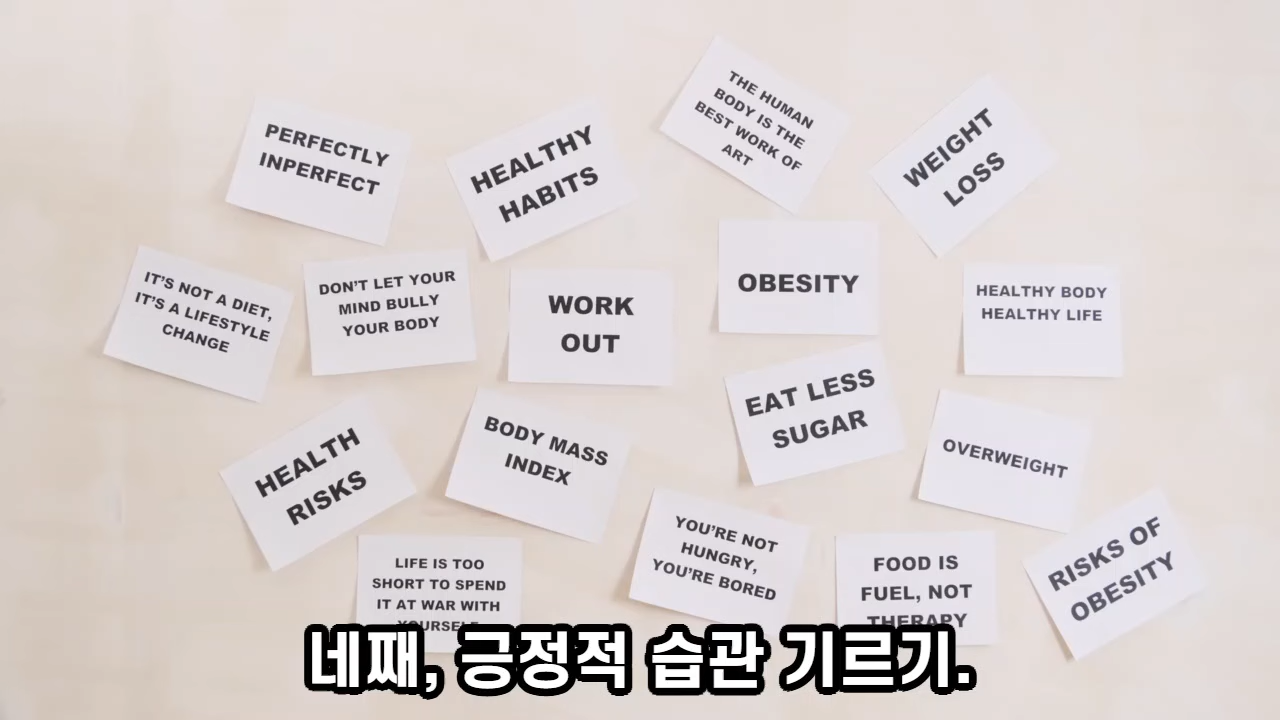 PERFECTLY
INPERFECT
HEALTHY
HABITS
THE HUMAN
BODY IS THE
BEST WORK OF
ART
WEIGHT
LOSS
IT'S NOT A DIET,
IT'S A LIFESTYLE
CHANGE
DON'T LET YOUR
MIND BULLY
YOUR BODY
WORK
OUT
OBESITY
HEALTHY BODY
HEALTHY LIFE
EAT LESS
SUGAR
HEALTH
RISKS
BODY MASS
INDEX
OVERWEIGHT
LIFE IS TOO
SHORT TO SPEND
IT AT WAR WITH
YOURSELF
YOU'RE NOT
HUNGRY,
YOU'RE BORED
FOOD IS
FUEL, NOT
THERAPY
RISKS OF
OBESITY
네째, 긍정적 습관 기르기.